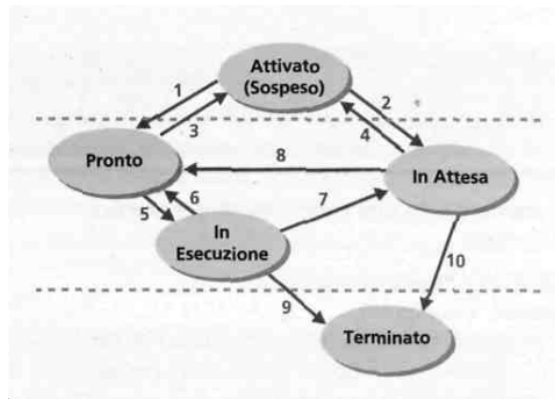 Attivato
(Sospeso)
1
2
3
4
Pronto
8
In Attesa
5
6
7
In
Esecuzione
10
9
Terminato